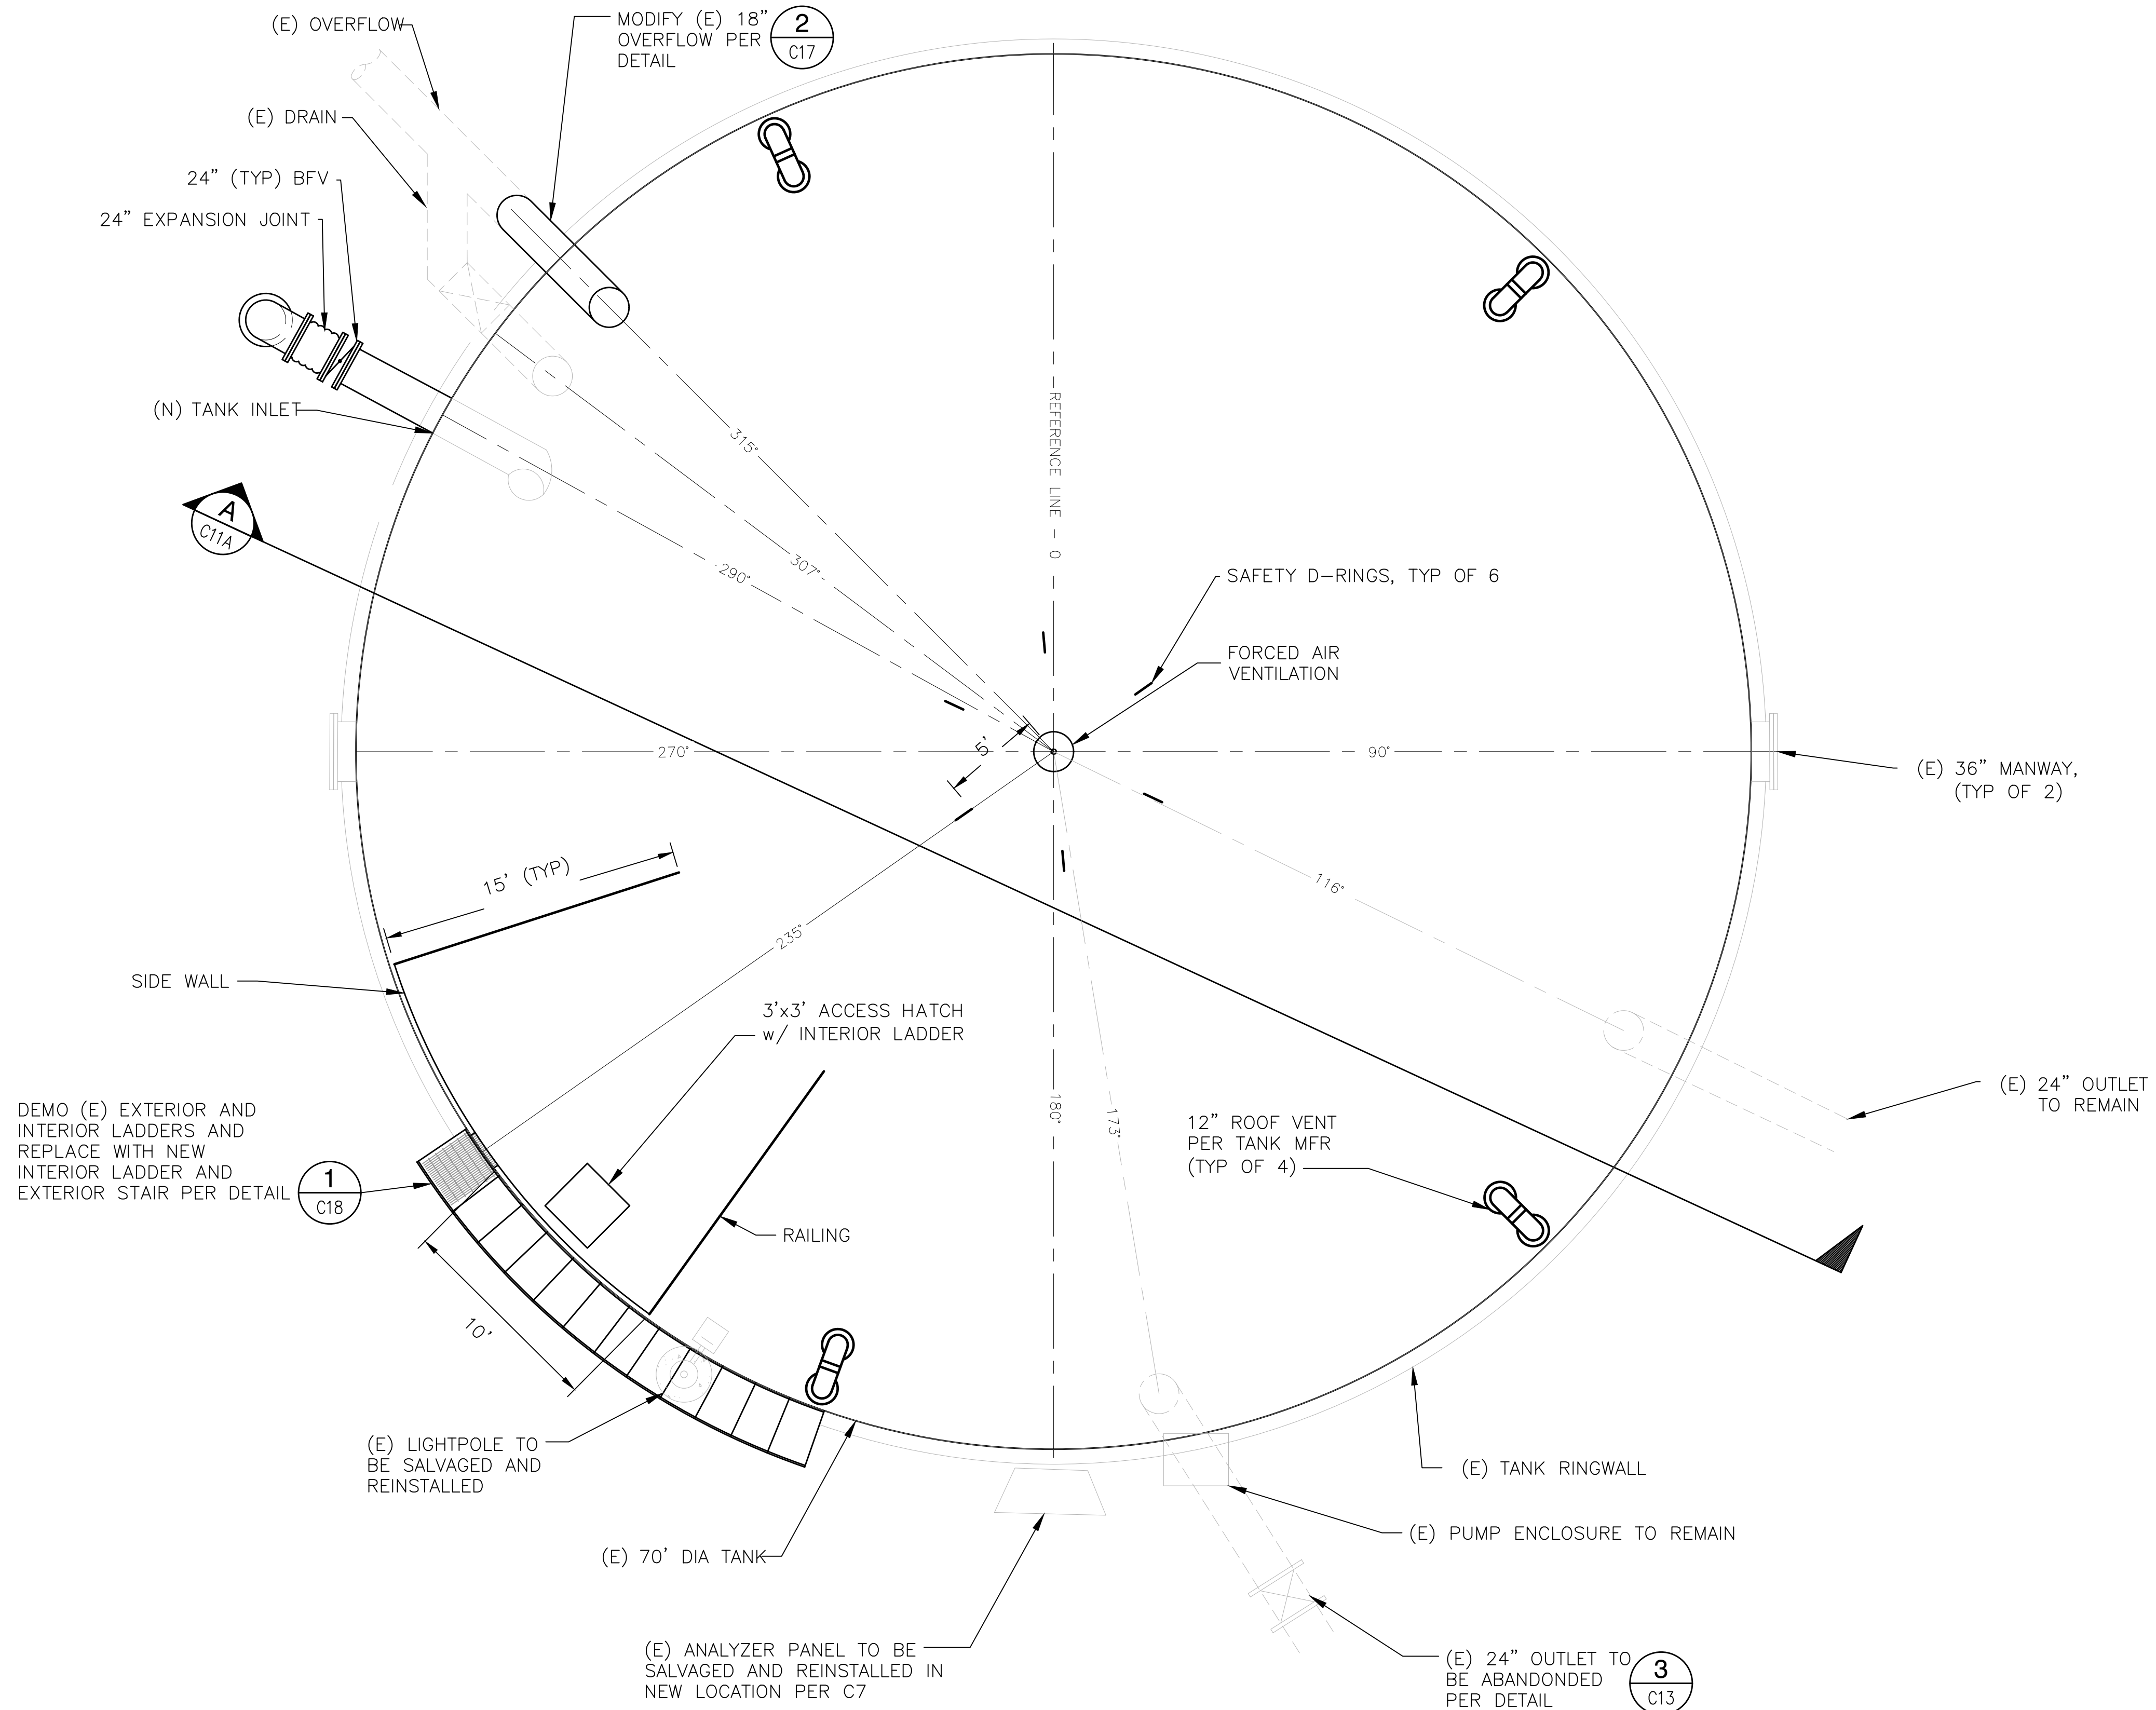 (E) OVERFLOW
MODIFY (E) 18”
OVERFLOW PER
DETAIL
2
C17
(E) DRAIN
24” (TYP) BFV
24” EXPANSION JOINT
(N) TANK INLET
A
C11A
315°
307°
290°
REFERENCE LINE - 0
SAFETY D-RINGS, TYP OF 6
FORCED AIR
VENTILATION
5’
270°
90°
(E) 36” MANWAY,
(TYP OF 2)
15’ (TYP)
116°
235°
SIDE WALL
3’x3’ ACCESS HATCH
w/ INTERIOR LADDER
180°
173°
(E) 24” OUTLET
TO REMAIN
DEMO (E) EXTERIOR AND
INTERIOR LADDERS AND
REPLACE WITH NEW
INTERIOR LADDER AND
EXTERIOR STAIR PER DETAIL
1
C18
12” ROOF VENT
PER TANK MFR
(TYP OF 4)
RAILING
10’
(E) LIGHTPOLE TO
BE SALVAGED AND
REINSTALLED
(E) TANK RINGWALL
(E) PUMP ENCLOSURE TO REMAIN
(E) 70’ DIA TANK
(E) ANALYZER PANEL TO BE
SALVAGED AND REINSTALLED IN
NEW LOCATION PER C7
(E) 24” OUTLET TO
BE ABANDONDED
PER DETAIL
3
C13